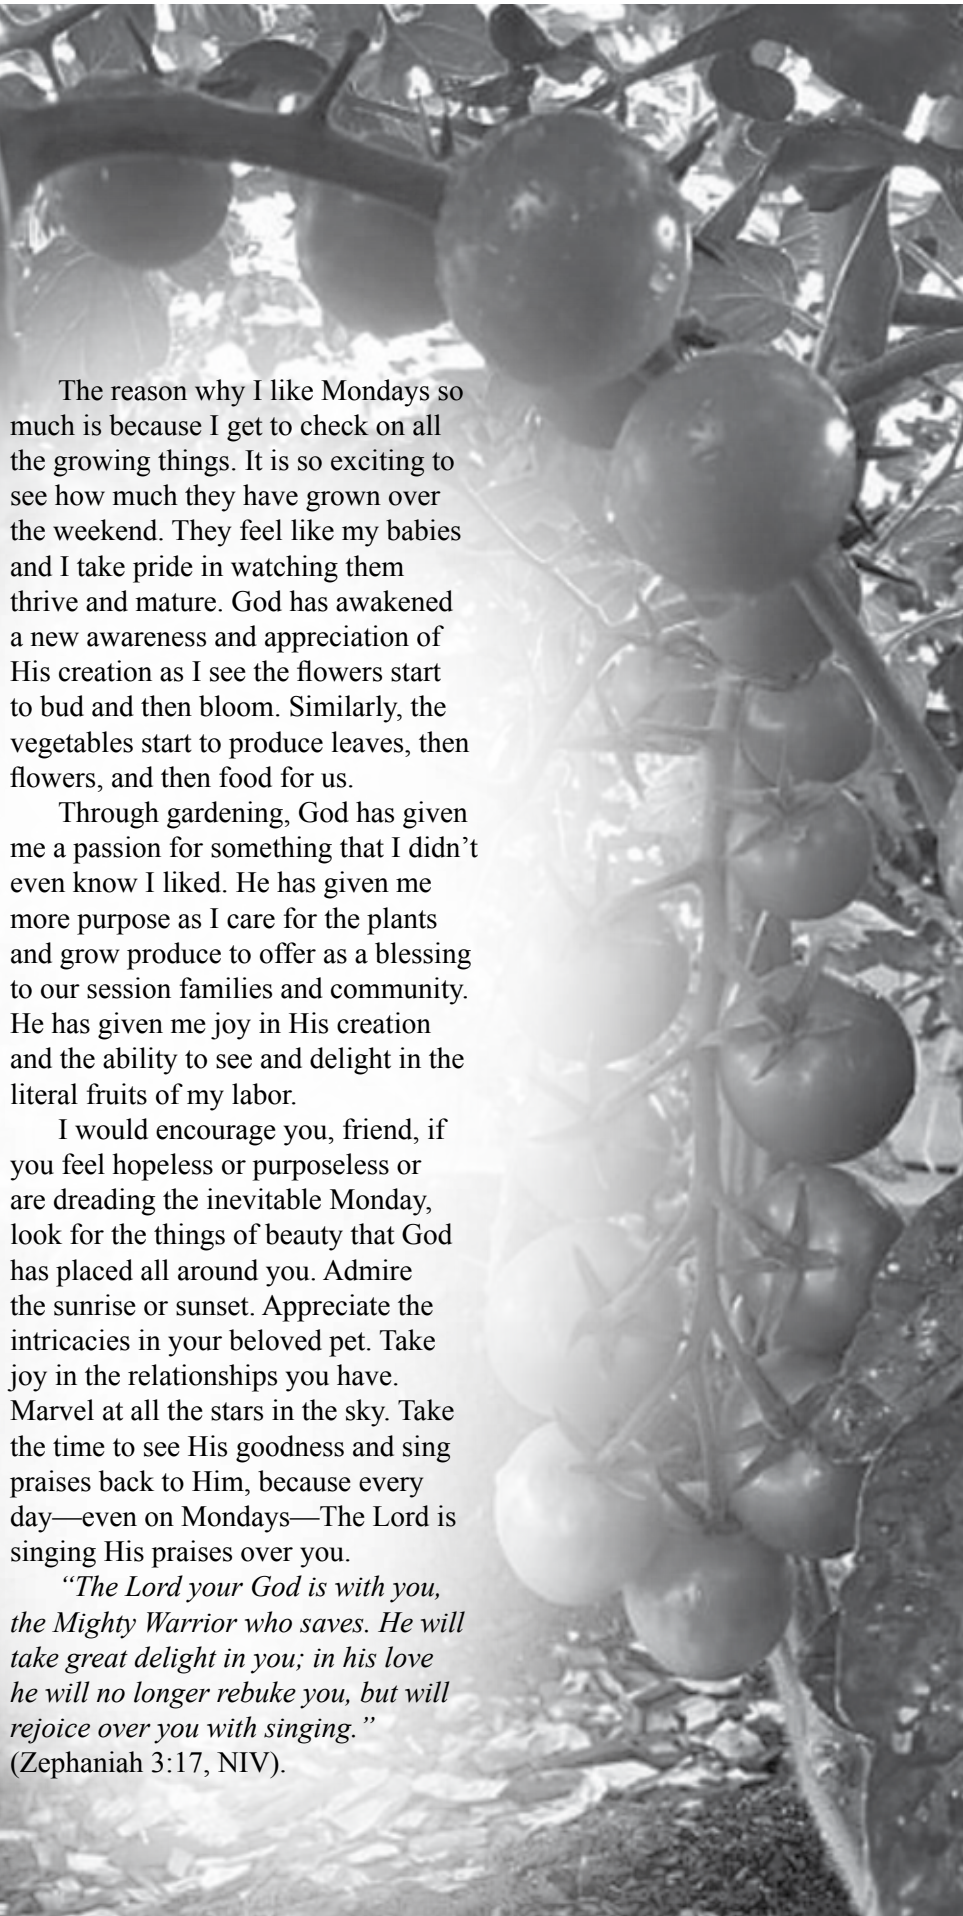 The reason why I like Mondays so
much is because I get to check on all
the growing things. It is so exciting to
see how much they have grown over
the weekend. They feel like my babies
and I take pride in watching them
thrive and mature. God has awakened
a new awareness and appreciation of
His creation as I see the flowers start
to bud and then bloom. Similarly, the
vegetables start to produce leaves, then
flowers, and then food for us.
Through gardening, God has given
me a passion for something that I didn’t
even know I liked. He has given me
more purpose as I care for the plants
and grow produce to offer as a blessing
to our session families and community.
He has given me joy in His creation
and the ability to see and delight in the
literal fruits of my labor.
I would encourage you, friend, if
you feel hopeless or purposeless or
are dreading the inevitable Monday,
look for the things of beauty that God
has placed all around you. Admire
the sunrise or sunset. Appreciate the
intricacies in your beloved pet. Take
joy in the relationships you have.
Marvel at all the stars in the sky. Take
the time to see His goodness and sing
praises back to Him, because every
day—even on Mondays—The Lord is
singing His praises over you.
“The Lord your God is with you,
the Mighty Warrior who saves. He will
take great delight in you; in his love
he will no longer rebuke you, but will
rejoice over you with singing.”
(Zephaniah 3:17, NIV).